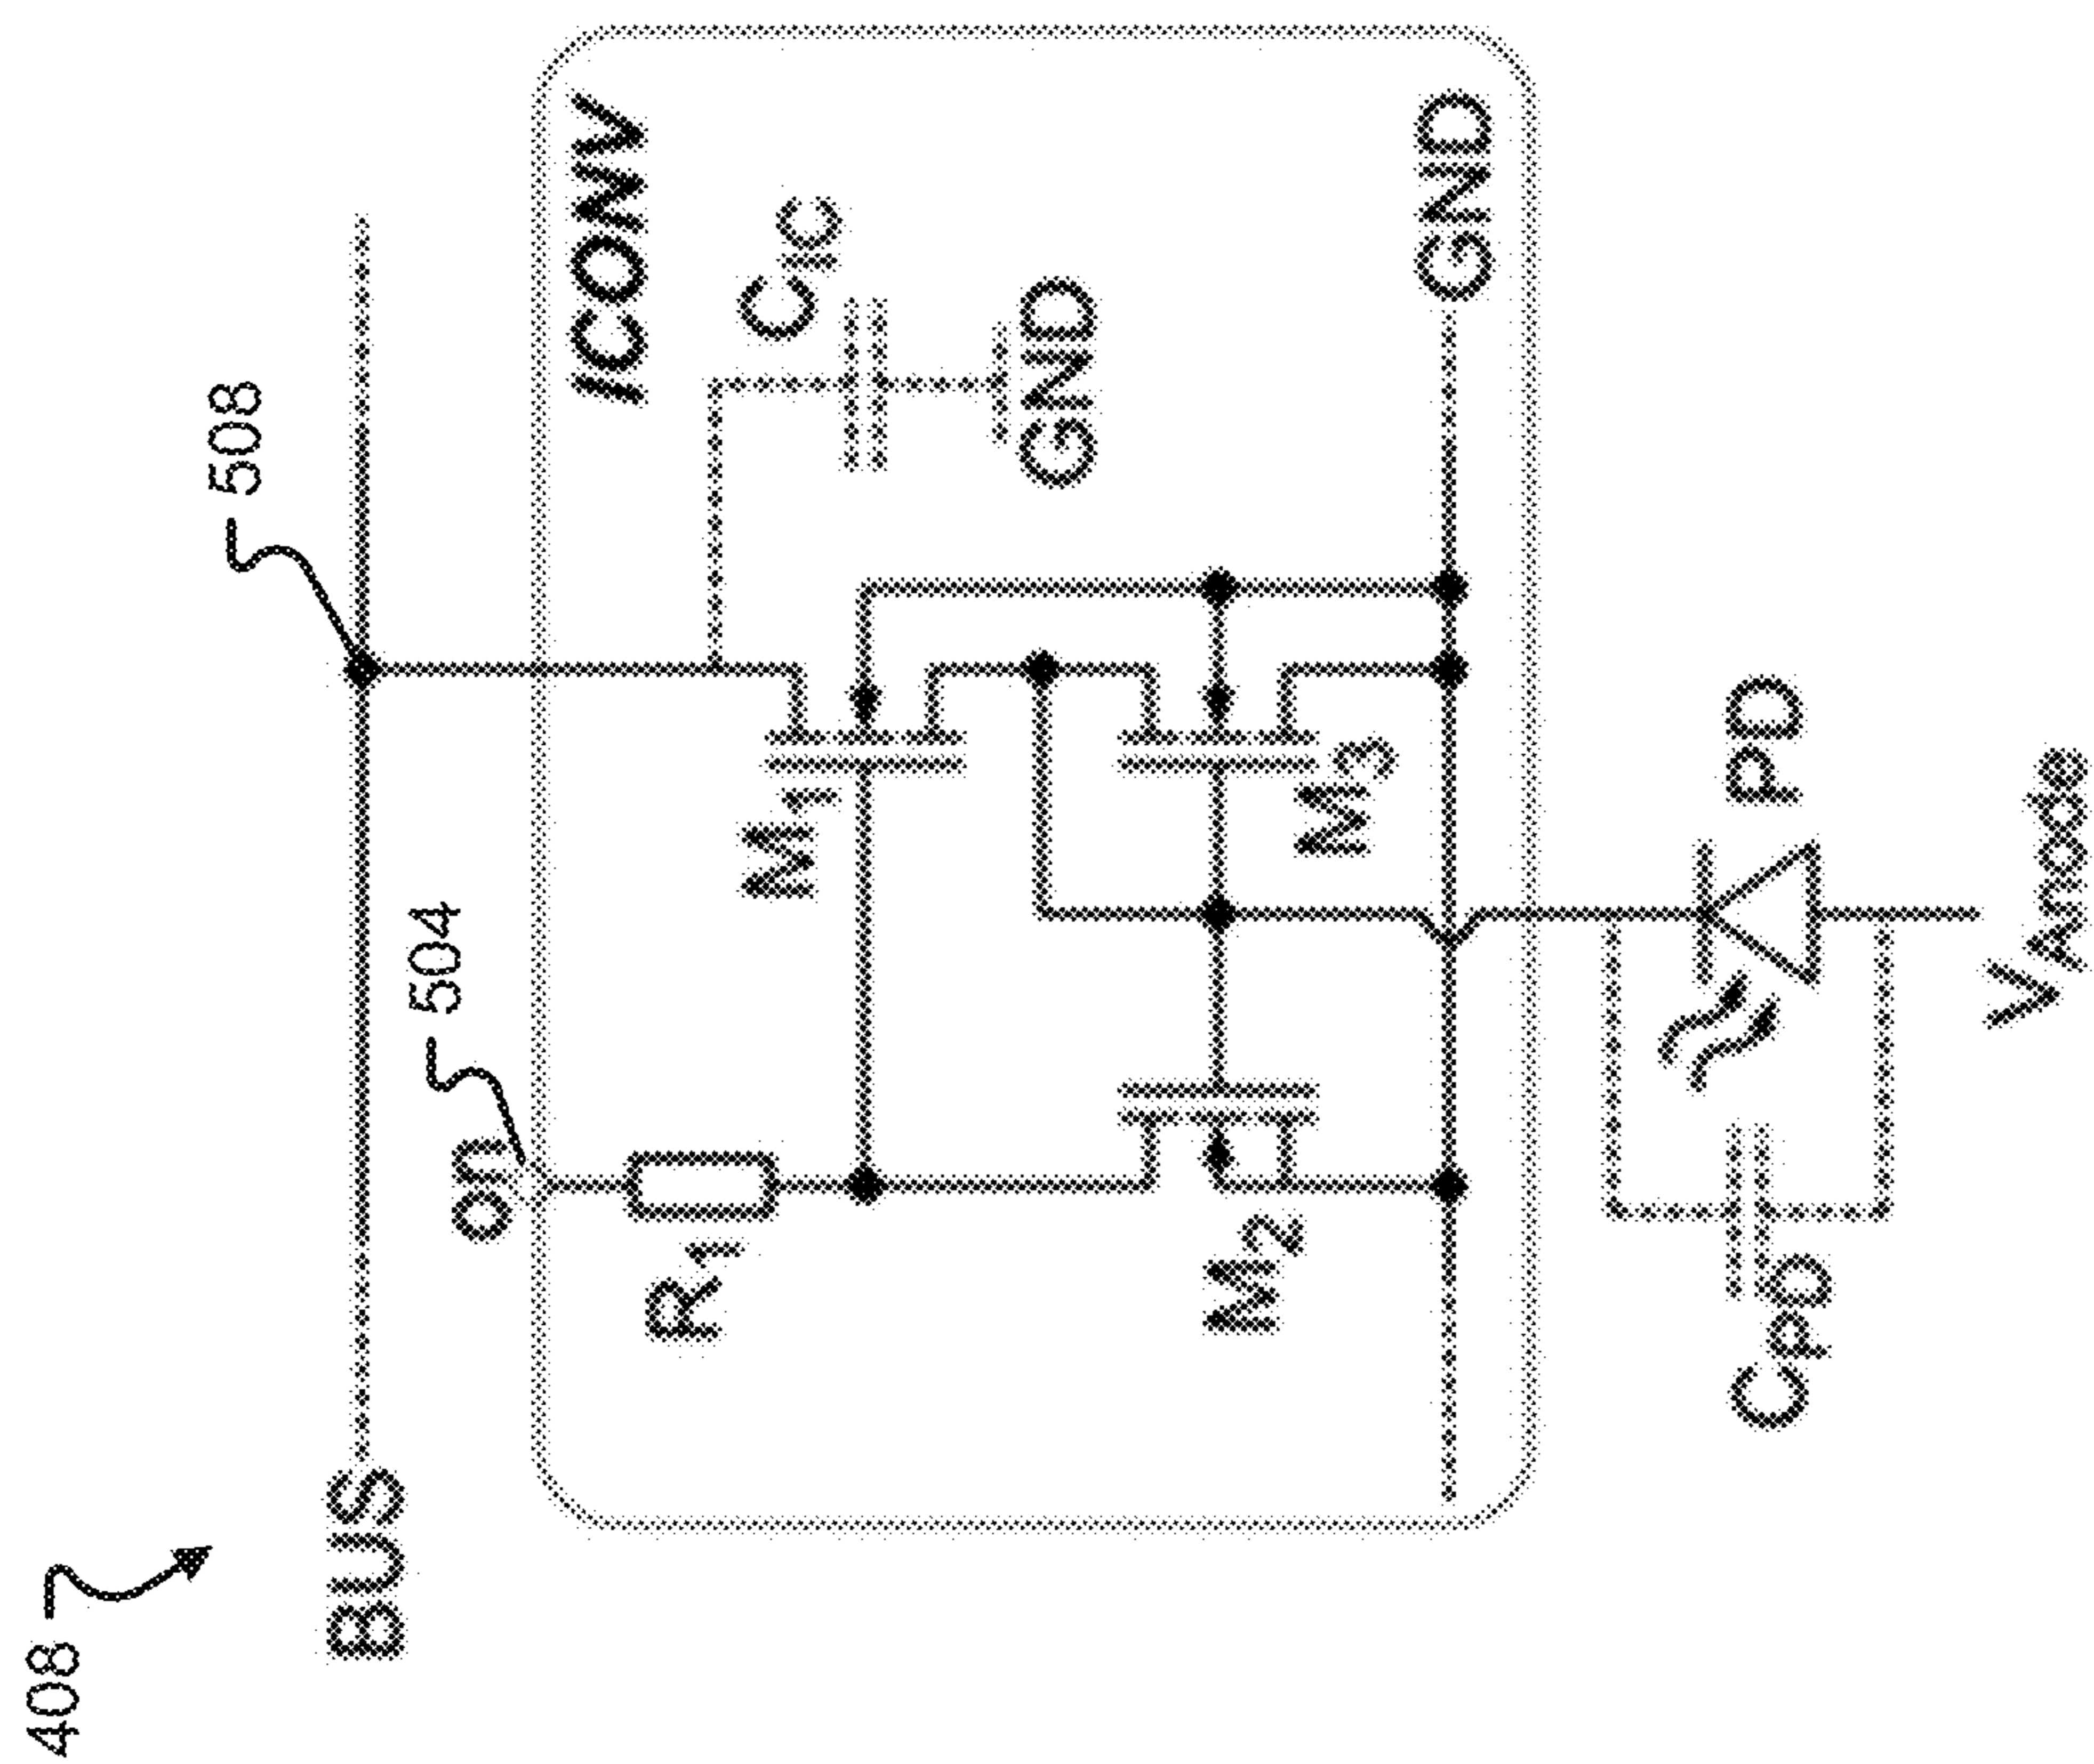 408
BUS
508
504
on
iCONV
R1
M1
CIC
GND
M2
M3
GND
CPD
PD
VAnode